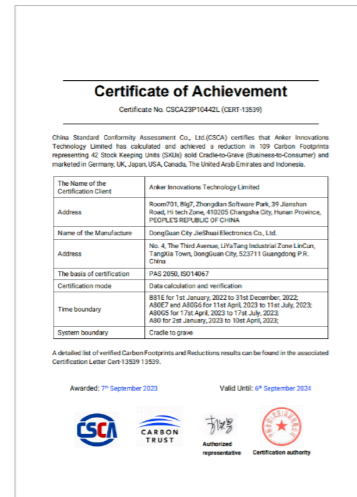 Certificate of Achievement
Certificate No. CSCA23P10442L (CERT-13539)
China Standard Conformity Assessment Co., Ltd.(CSCA) certifies that Anker Innovations
Technology Limited has calculated and achieved a reduction in 109 Carbon Footprints
representing 42 Stock Keeping Units (SKUs) sold Cradle-to-Grave (Business-to-Consumer) and
marketed in Germany, UK, Japan, USA, Canada, The United Arab Emirates and Indonesia.
The Name of the
Certification Client
Anker Innovations Technology Limited
Address
Room701, Blg7, Zhongdian Software Park, 39 Jianshan
Road, Hi tech Zone, 410205 Changsha City, Hunan Province,
PEOPLE'S REPUBLIC OF CHINA
Name of the Manufacture
DongGuan City JieShuai Electronics Co., Ltd.
Address
No. 4, The Third Avenue, LiYaTang Industrial Zone LinCun,
TangXia Town, DongGuan City, 523711 Guangdong P.R.
China
The basis of certification
PAS 2050, ISO14067
Certification mode
Data calculation and verification
Time boundary
B81E for 1st January, 2022 to 31st December, 2022;
A80E7 and A80G6 for 11st April, 2023 to 11st July, 2023;
A80G5 for 17st April, 2023 to 17st July, 2023;
A80 for 2st January, 2023 to 10st April, 2023;
System boundary
Cradle to grave
A detailed list of verified Carbon Footprints and Reductions results can be found in the associated
Certification Letter Cert-13539 13539.
Awarded: 7th September 2023
Valid Until: 6th September 2024
CSCA
CARBON
TRUST
Authorized
representative
Certification authority